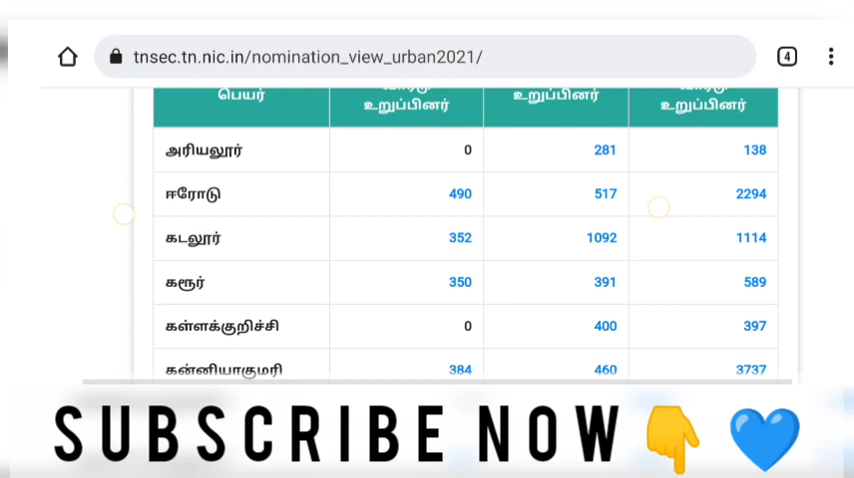 tnsec.tn.nic.in/nomination_view_urban2021/
4
பெயர் உறுப்பினர் உறுப்பினர் உறுப்பினர்
அரியலூர் 0 281 138
ஈரோடு 490 517 2294
கடலூர் 352 1092 1114
கரூர் 350 391 589
கள்ளக்குறிச்சி 0 400 397
கன்னியாகுமரி 384 460 3737
SUBSCRIBE NOW